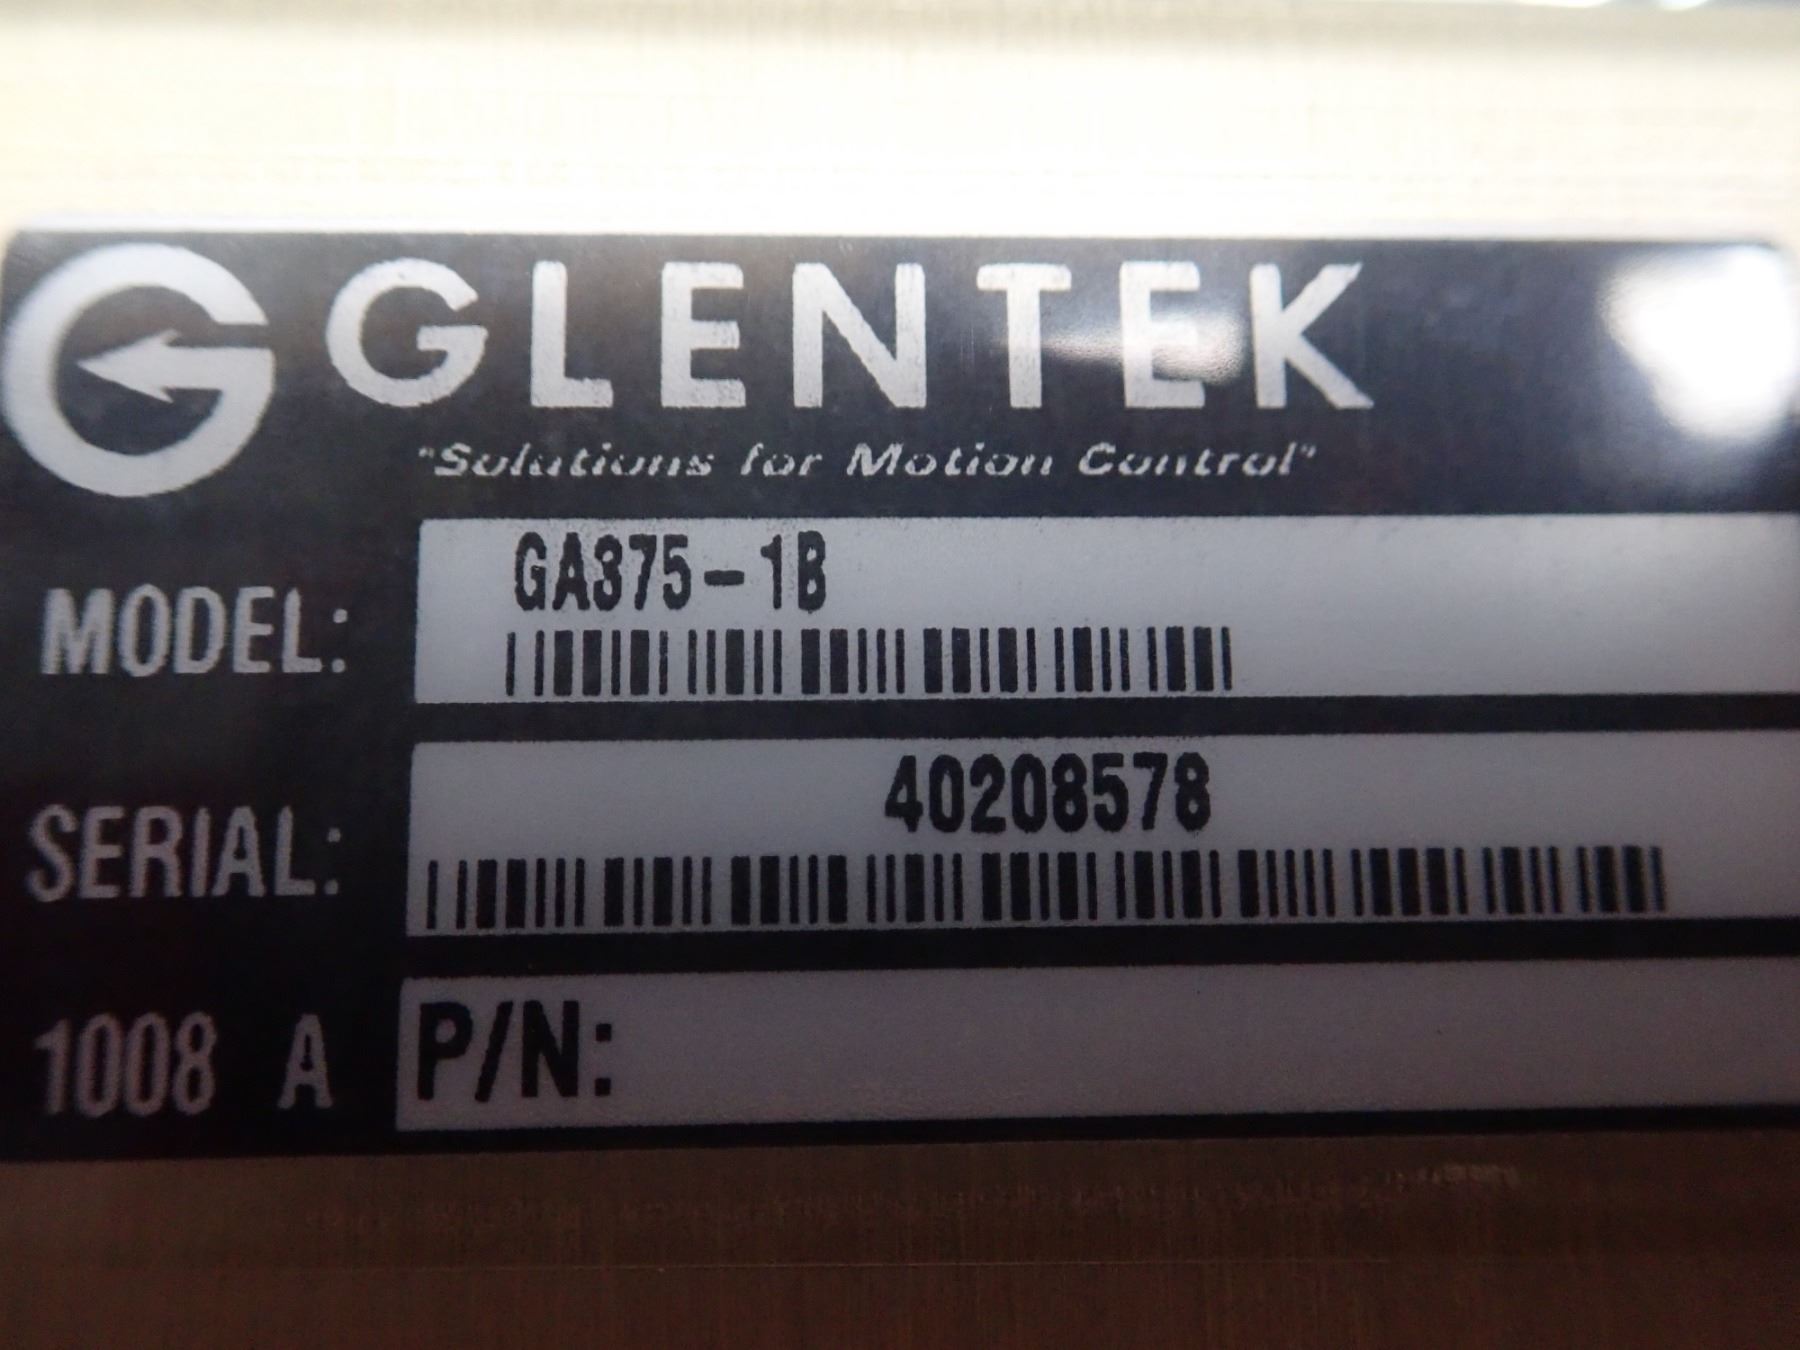 GLENTEK
"Solutions for Motion Control"
MODEL: GA375-1B
SERIAL: 40208578
1008 A P/N: